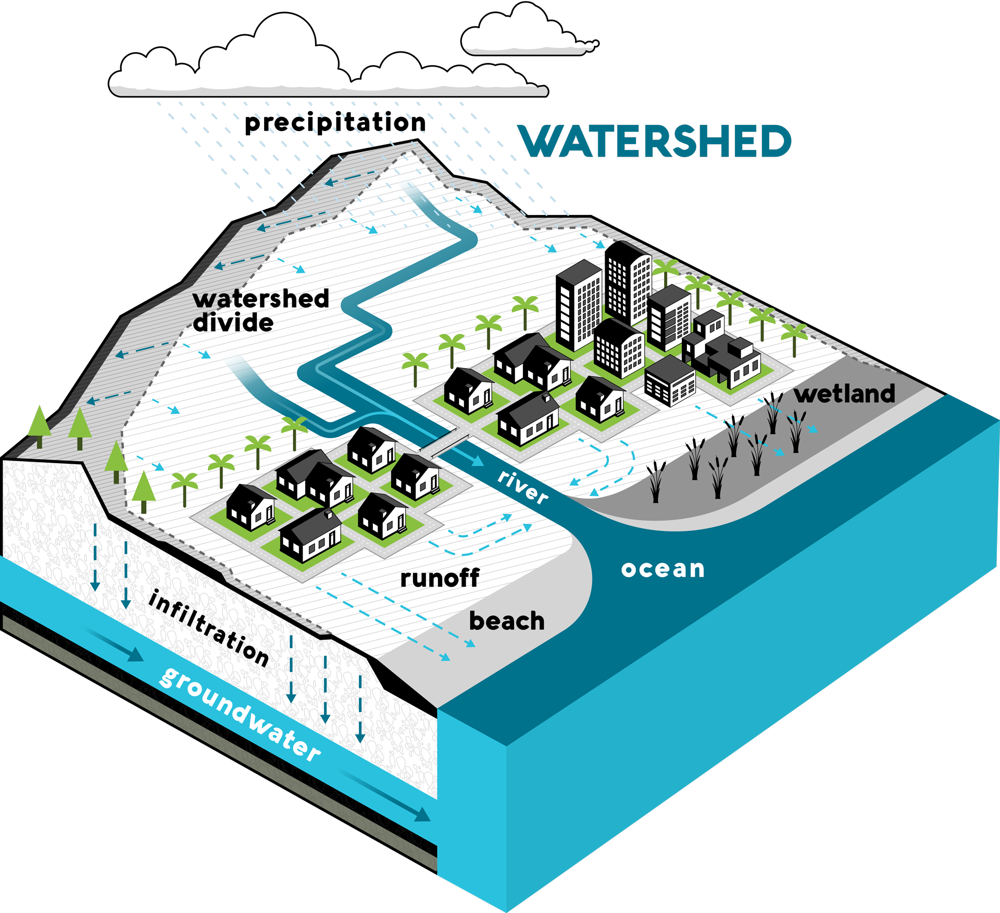 precipitation
WATERSHED
watershed
divide
wetland
river
ocean
runoff
beach
infiltration
groundwater